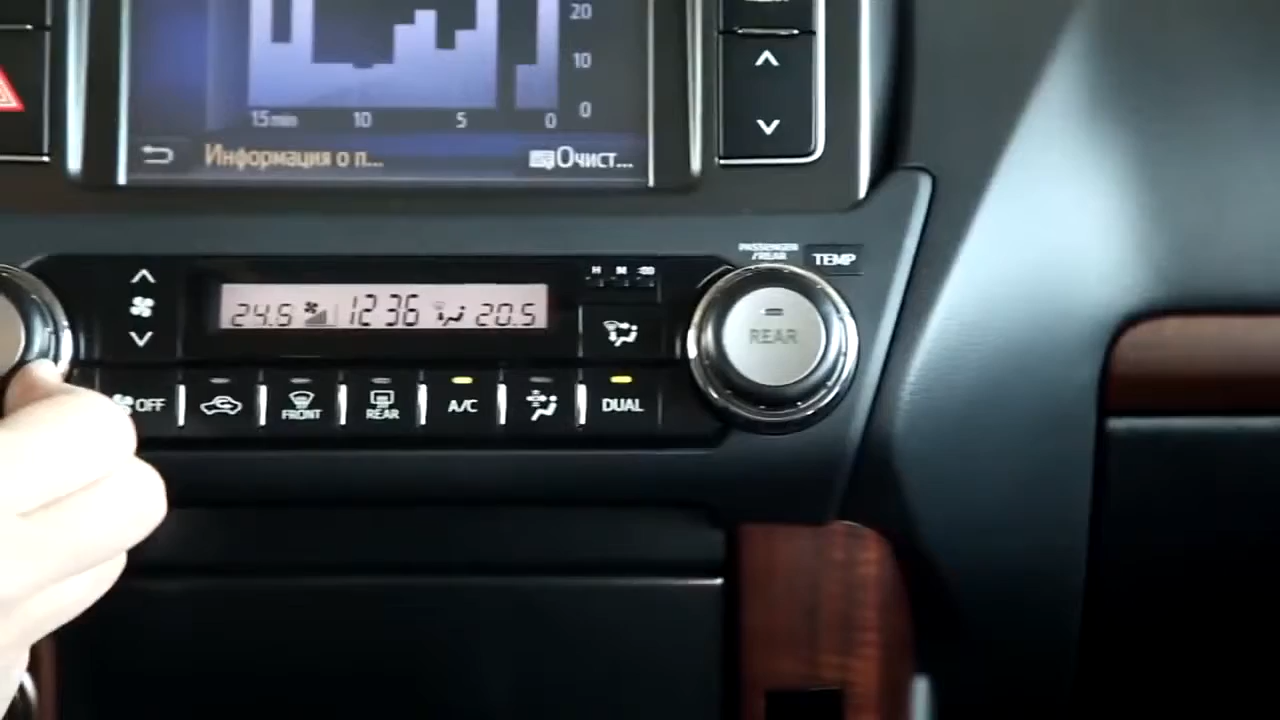 20
10
0
15min 10 5 0
Информация о п...
Очист...
PASSENGER
/REAR
TEMP
H M :00
24.5 12 36 20.5
REAR
OFF
FRONT
REAR
A/C
DUAL